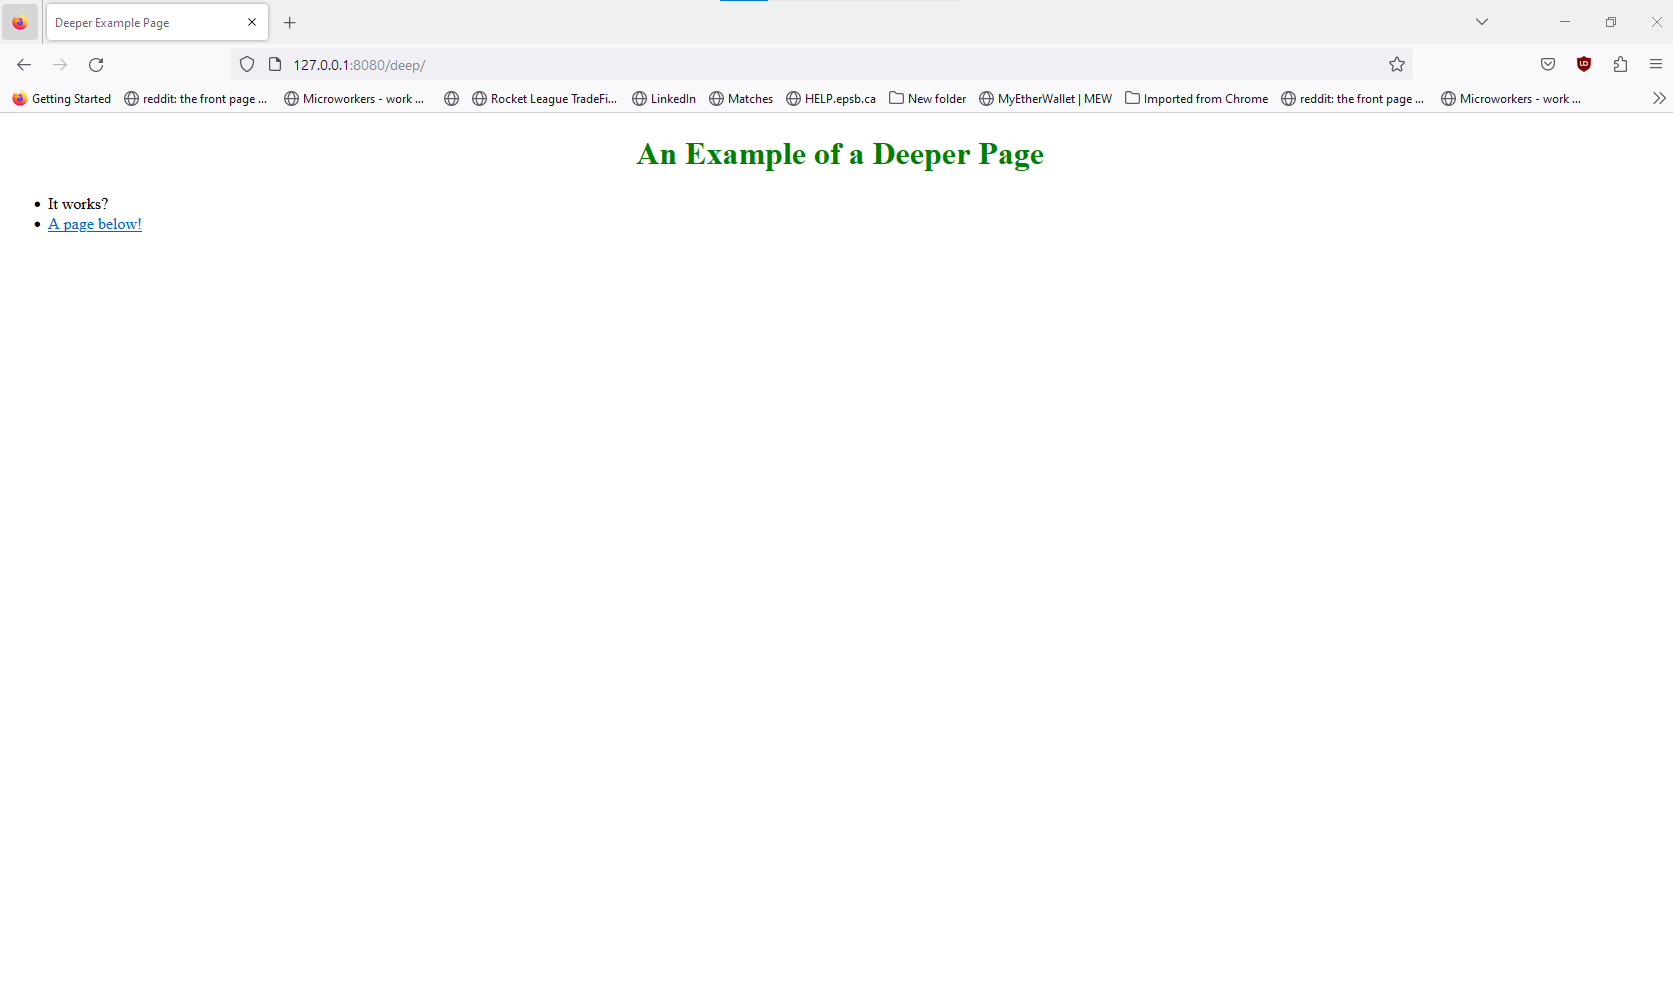 Deeper Example Page
127.0.0.1:8080/deep/
Getting Started reddit: the front page ... Microworkers - work ... Rocket League TradeFi... LinkedIn Matches HELP.epsb.ca New folder MyEtherWallet | MEW Imported from Chrome reddit: the front page ... Microworkers - work ...
An Example of a Deeper Page
It works?
A page below!